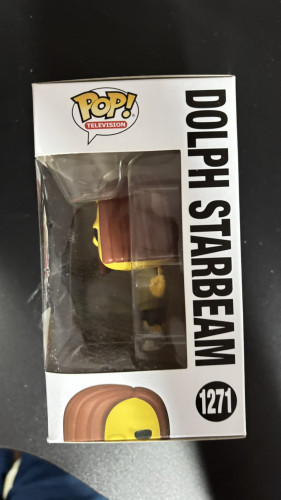 POP!
TELEVISION
DOLPH STARBEAM
1271